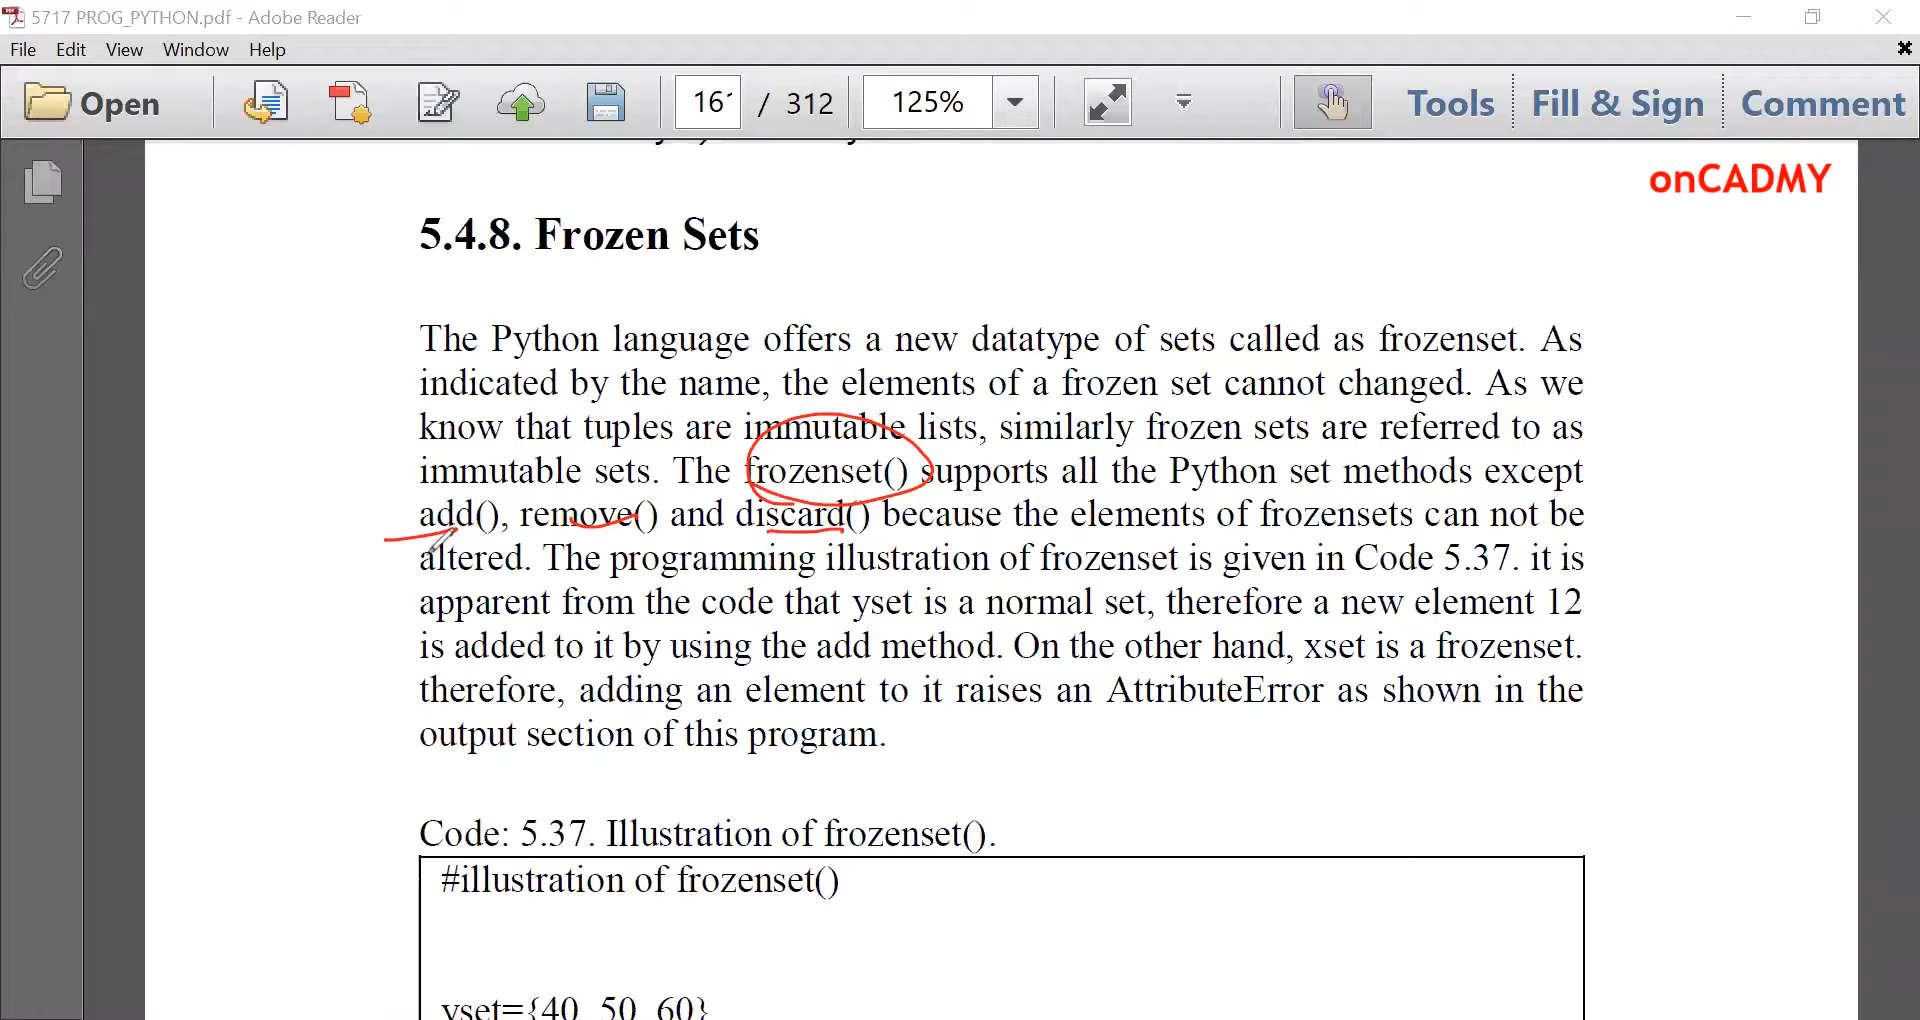 5717 PROG_PYTHON.pdf - Adobe Reader
File Edit View Window Help
Open
161 / 312
125%
Tools
Fill & Sign
Comment
onCADMY
5.4.8. Frozen Sets
The Python language offers a new datatype of sets called as frozenset. As
indicated by the name, the elements of a frozen set cannot changed. As we
know that tuples are immutable lists, similarly frozen sets are referred to as
immutable sets. The frozenset() supports all the Python set methods except
add(), remove() and discard() because the elements of frozensets can not be
altered. The programming illustration of frozenset is given in Code 5.37. it is
apparent from the code that yset is a normal set, therefore a new element 12
is added to it by using the add method. On the other hand, xset is a frozenset.
therefore, adding an element to it raises an AttributeError as shown in the
output section of this program.
Code: 5.37. Illustration of frozenset().
#illustration of frozenset()
yset={40, 50, 60}